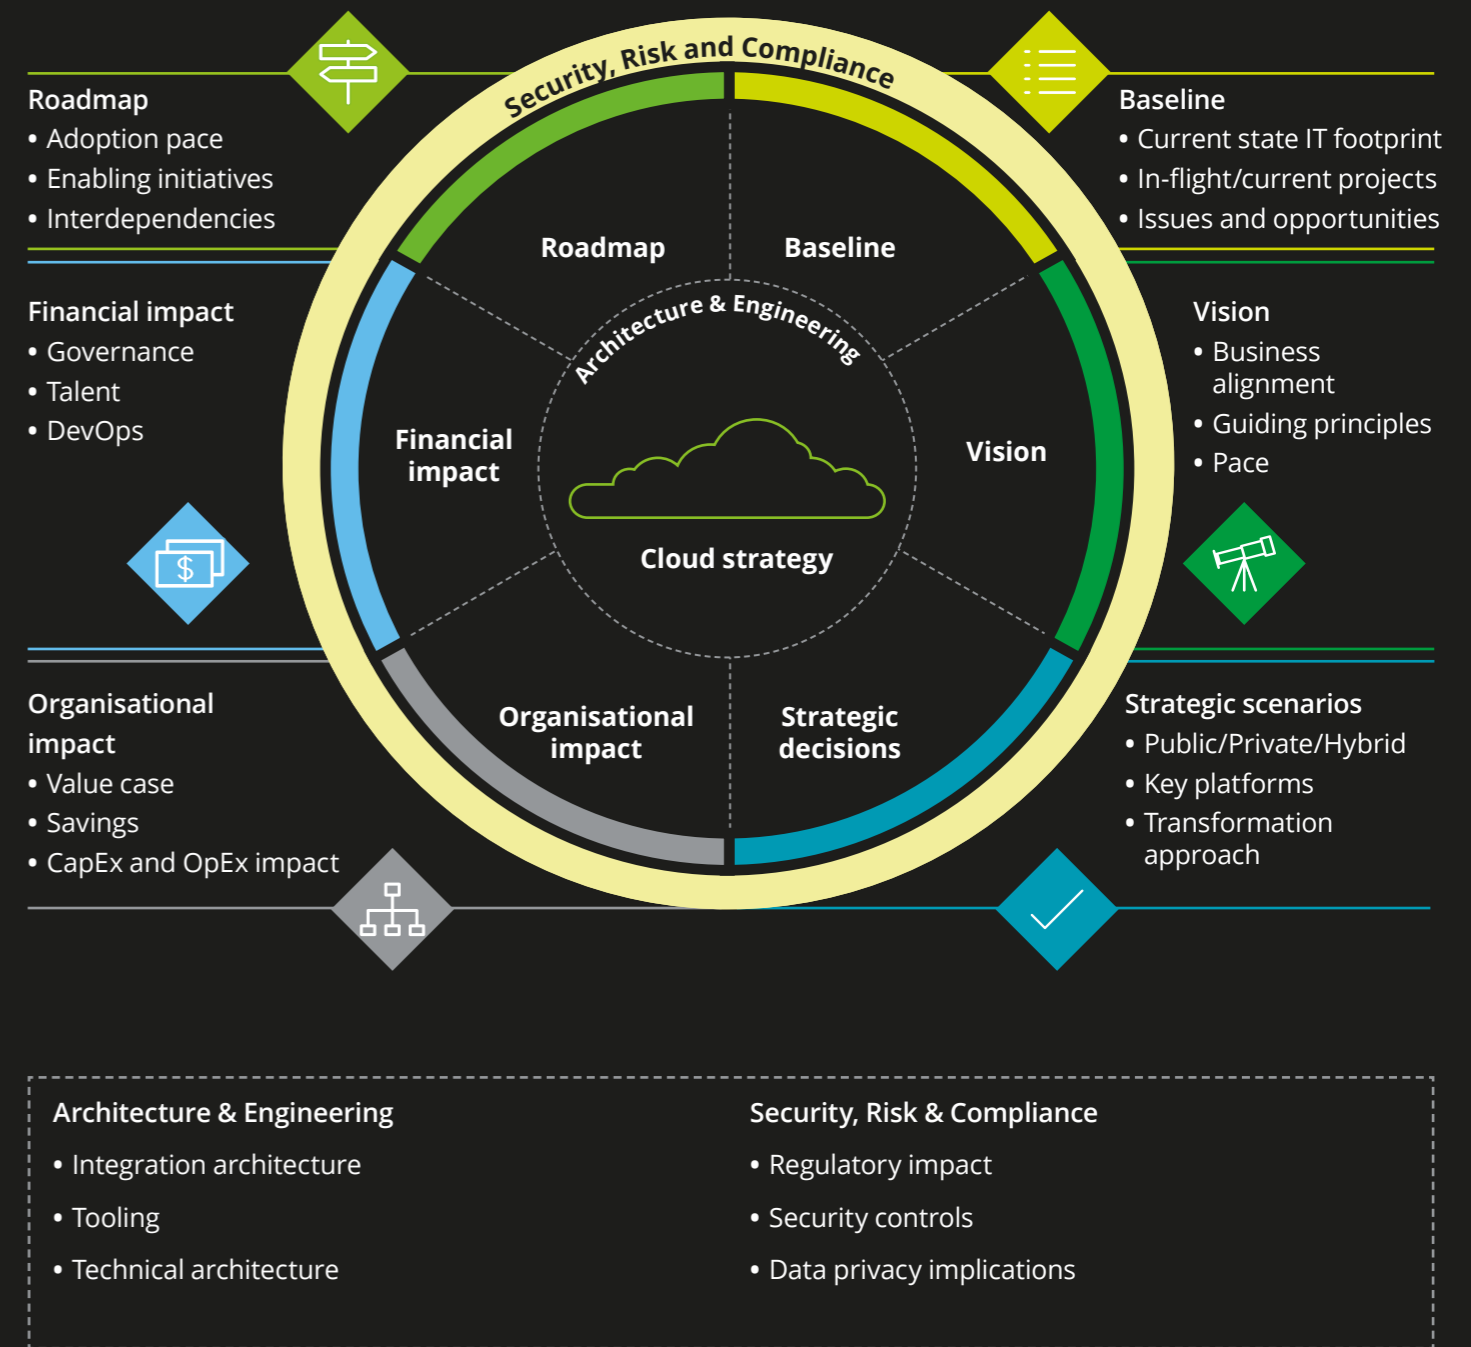 Security, Risk and Compliance
Roadmap
• Adoption pace
• Enabling initiatives
• Interdependencies
Baseline
• Current state IT footprint
• In-flight/current projects
• Issues and opportunities
Roadmap
Baseline
Architecture & Engineering
Financial impact
• Governance
• Talent
• DevOps
Vision
• Business
alignment
• Guiding principles
• Pace
Financial
impact
Vision
Cloud strategy
$
Organisational
impact
Strategic
decisions
Organisational
impact
• Value case
• Savings
• CapEx and OpEx impact
Strategic scenarios
• Public/Private/Hybrid
• Key platforms
• Transformation
approach
Architecture & Engineering
• Integration architecture
• Tooling
• Technical architecture
Security, Risk & Compliance
• Regulatory impact
• Security controls
• Data privacy implications